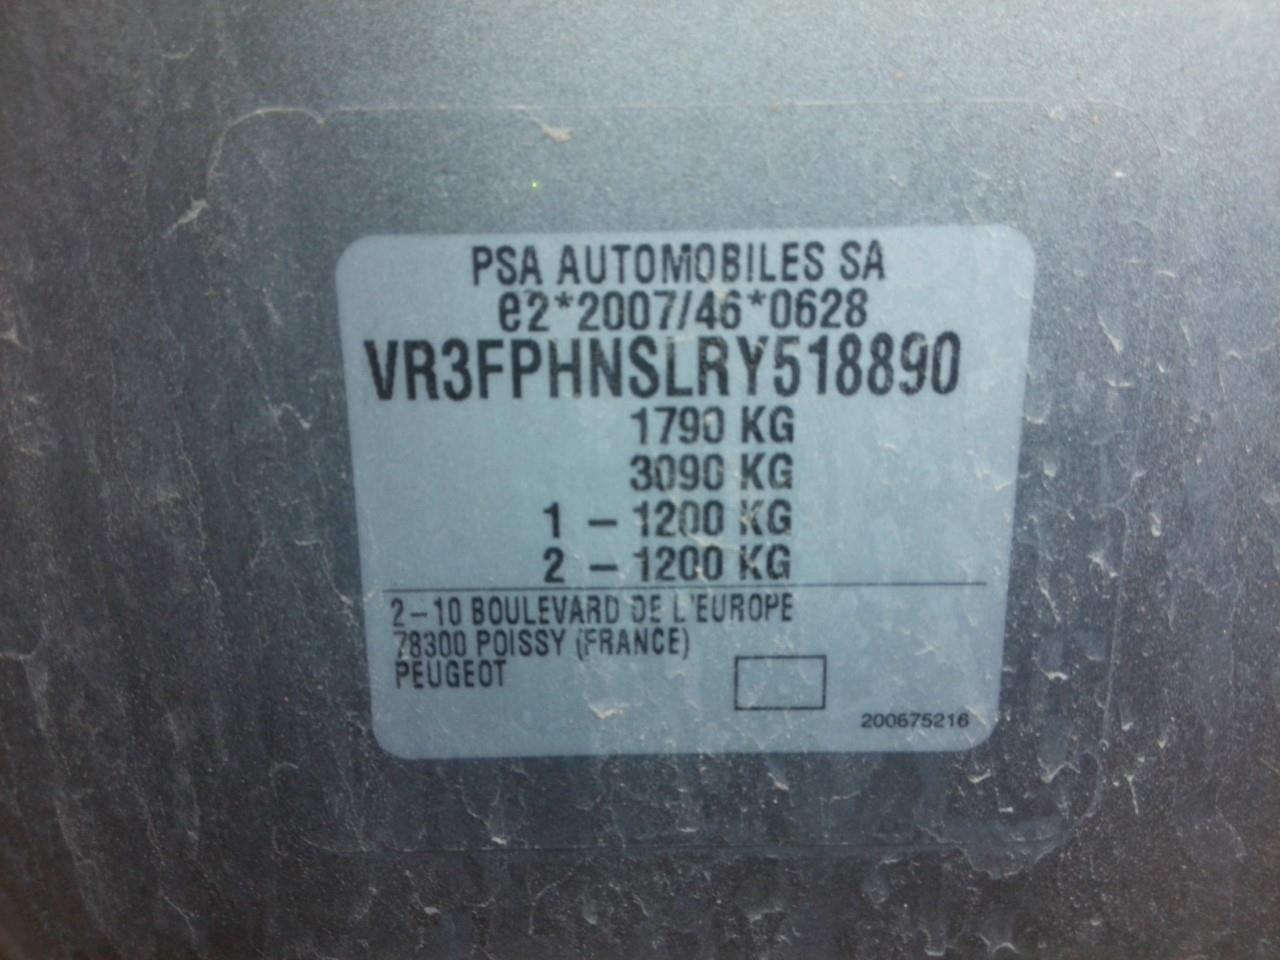 PSA AUTOMOBILES SA
e2*2007/46*0628
VR3FPHNSLRY518890
1790 KG
3090 KG
1 – 1200 KG
2 – 1200 KG
2–10 BOULEVARD DE L'EUROPE
78300 POISSY (FRANCE)
PEUGEOT
200675216